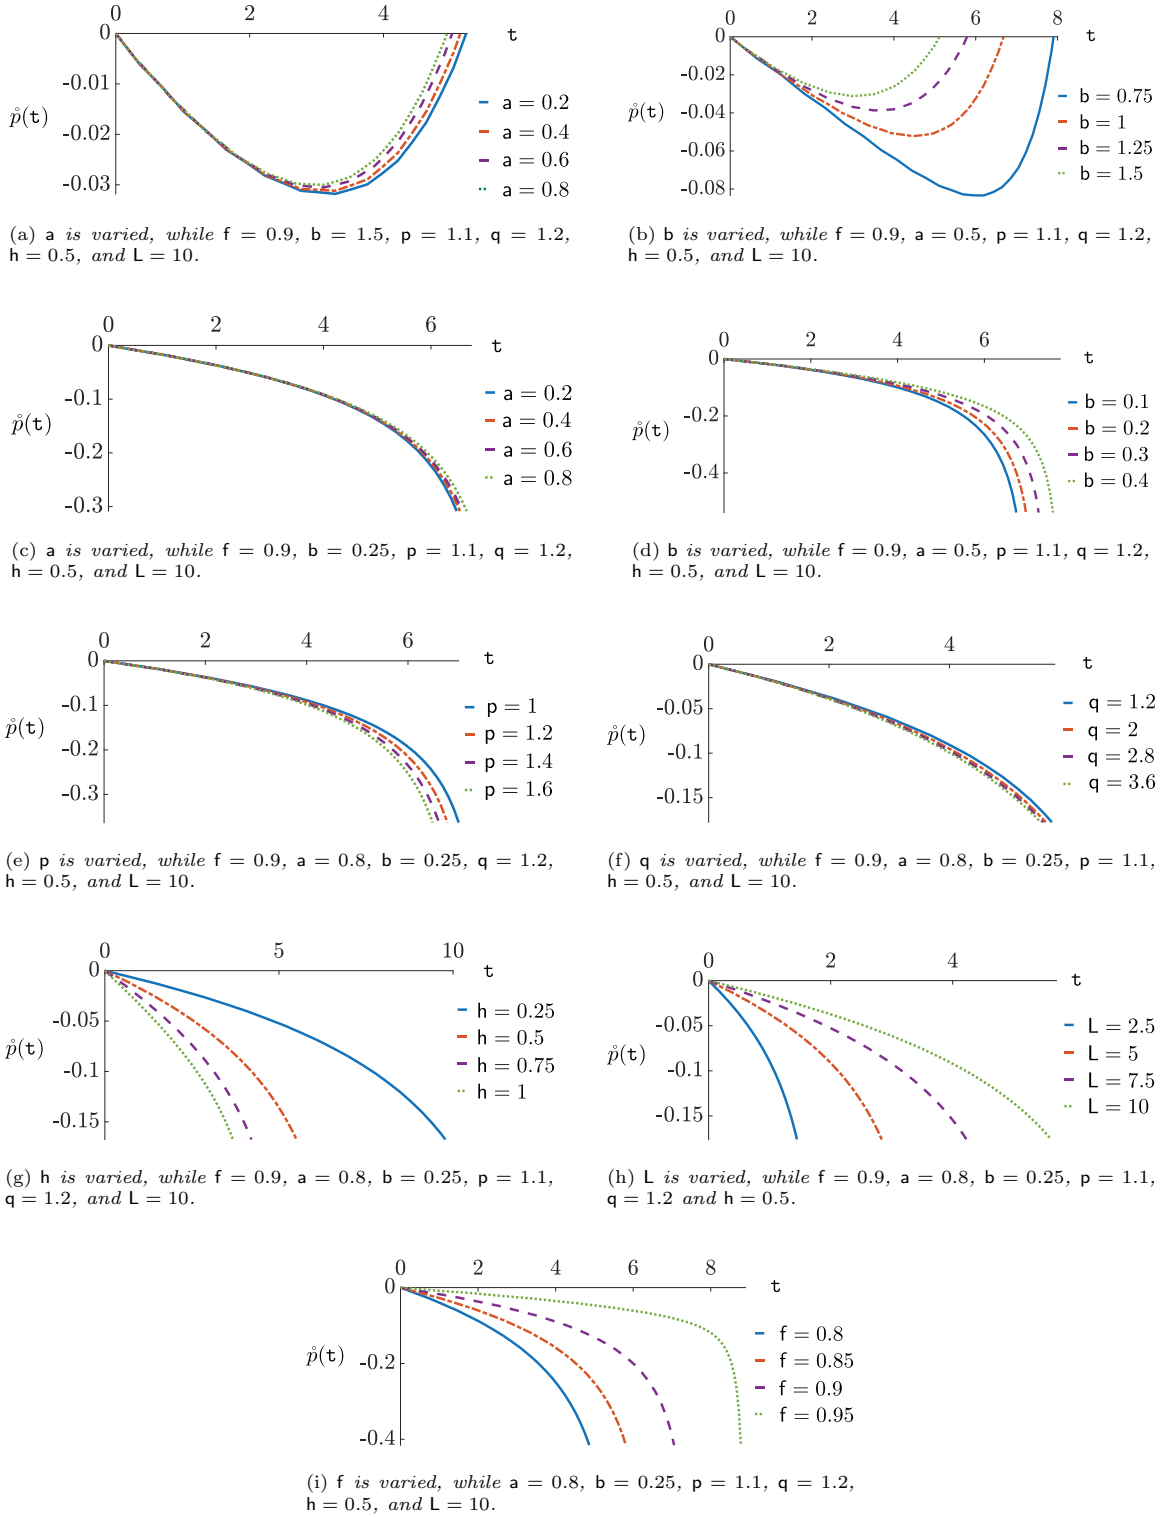 0 2 4 t
0
-0.01
-0.02
-0.03
p̊(t)
a = 0.2
a = 0.4
a = 0.6
a = 0.8
(a) a is varied, while f = 0.9, b = 1.5, p = 1.1, q = 1.2,
h = 0.5, and L = 10.
0 2 4 6 8 t
0
-0.02
-0.04
-0.06
-0.08
p̊(t)
b = 0.75
b = 1
b = 1.25
b = 1.5
(b) b is varied, while f = 0.9, a = 0.5, p = 1.1, q = 1.2,
h = 0.5, and L = 10.
0 2 4 6 t
0
-0.1
-0.2
-0.3
p̊(t)
a = 0.2
a = 0.4
a = 0.6
a = 0.8
(c) a is varied, while f = 0.9, b = 0.25, p = 1.1, q = 1.2,
h = 0.5, and L = 10.
0 2 4 6 t
0
-0.2
-0.4
p̊(t)
b = 0.1
b = 0.2
b = 0.3
b = 0.4
(d) b is varied, while f = 0.9, a = 0.5, p = 1.1, q = 1.2,
h = 0.5, and L = 10.
0 2 4 6 t
0
-0.1
-0.2
-0.3
p̊(t)
p = 1
p = 1.2
p = 1.4
p = 1.6
(e) p is varied, while f = 0.9, a = 0.8, b = 0.25, q = 1.2,
h = 0.5, and L = 10.
0 2 4 t
0
-0.05
-0.1
-0.15
p̊(t)
q = 1.2
q = 2
q = 2.8
q = 3.6
(f) q is varied, while f = 0.9, a = 0.8, b = 0.25, p = 1.1,
h = 0.5, and L = 10.
0 5 10 t
0
-0.05
-0.1
-0.15
p̊(t)
h = 0.25
h = 0.5
h = 0.75
h = 1
(g) h is varied, while f = 0.9, a = 0.8, b = 0.25, p = 1.1,
q = 1.2, and L = 10.
0 2 4 t
0
-0.05
-0.1
-0.15
p̊(t)
L = 2.5
L = 5
L = 7.5
L = 10
(h) L is varied, while f = 0.9, a = 0.8, b = 0.25, p = 1.1,
q = 1.2 and h = 0.5.
0 2 4 6 8 t
0
-0.2
-0.4
p̊(t)
f = 0.8
f = 0.85
f = 0.9
f = 0.95
(i) f is varied, while a = 0.8, b = 0.25, p = 1.1, q = 1.2,
h = 0.5, and L = 10.